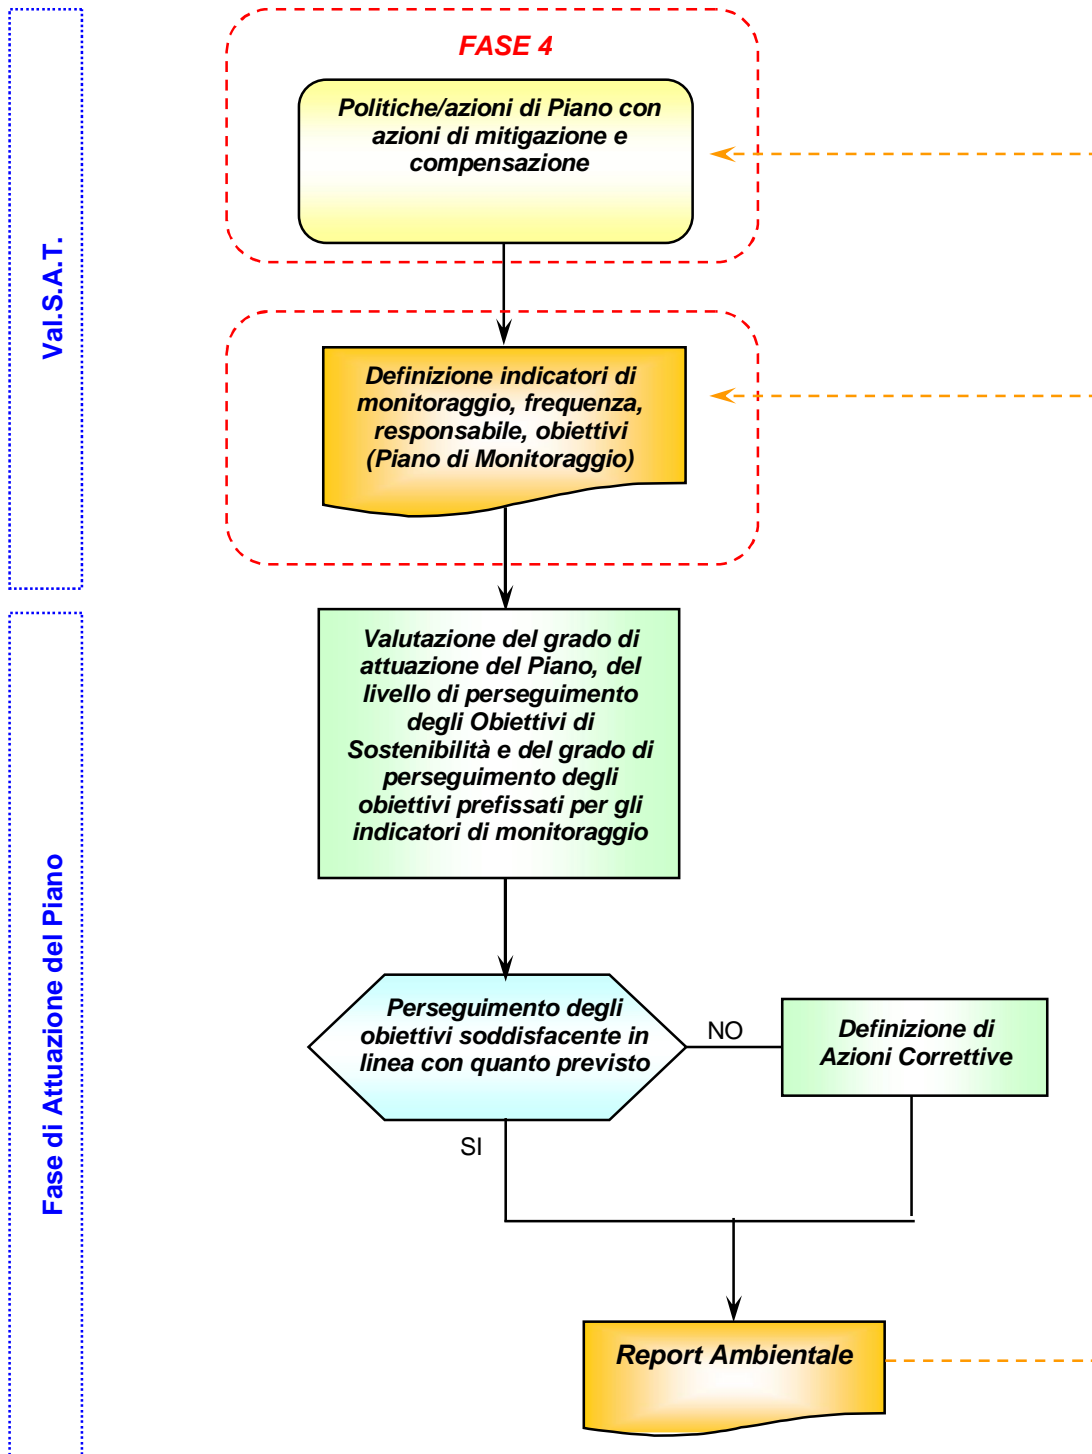 FASE 4
Politiche/azioni di Piano con
azioni di mitigazione e
compensazione
Val.S.A.T.
Definizione indicatori di
monitoraggio, frequenza,
responsabile, obiettivi
(Piano di Monitoraggio)
Valutazione del grado di
attuazione del Piano, del
livello di perseguimento
degli Obiettivi di
Sostenibilità e del grado di
perseguimento degli
obiettivi prefissati per gli
indicatori di monitoraggio
Fase di Attuazione del Piano
Perseguimento degli
obiettivi soddisfacente in
linea con quanto previsto
NO
Definizione di
Azioni Correttive
SI
Report Ambientale